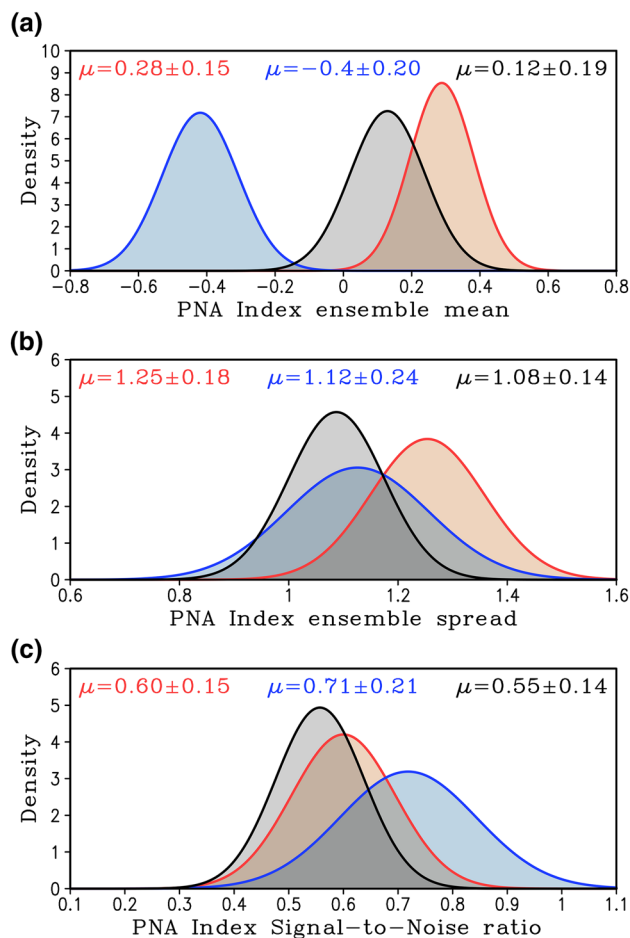 (a)
10
9
8
7
6
5
4
3
2
1
0
Density
μ=0.28±0.15 μ=−0.4±0.20 μ=0.12±0.19
−0.8 −0.6 −0.4 −0.2 0 0.2 0.4 0.6 0.8
PNA Index ensemble mean
(b)
6
5
4
3
2
1
0
Density
μ=1.25±0.18 μ=1.12±0.24 μ=1.08±0.14
0.6 0.8 1 1.2 1.4 1.6
PNA Index ensemble spread
(c)
6
5
4
3
2
1
0
Density
μ=0.60±0.15 μ=0.71±0.21 μ=0.55±0.14
0.1 0.2 0.3 0.4 0.5 0.6 0.7 0.8 0.9 1 1.1
PNA Index Signal−to−Noise ratio